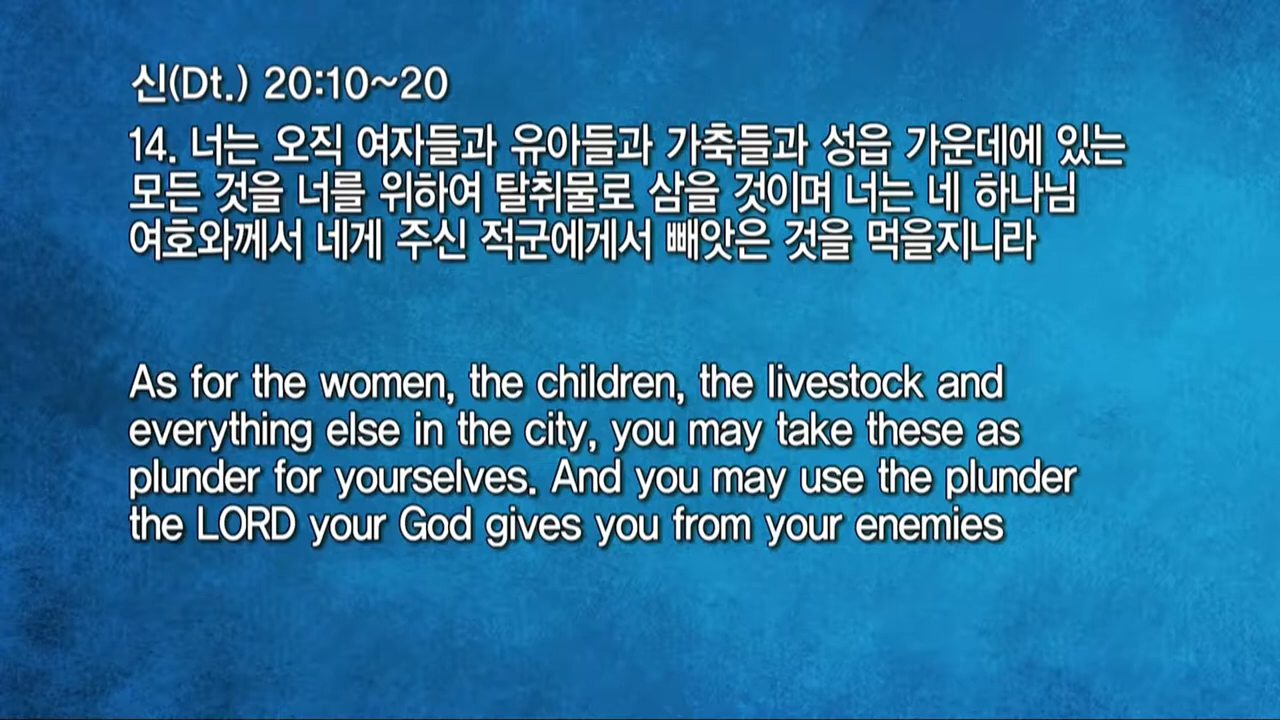 신(Dt.) 20:10~20
14. 너는 오직 여자들과 유아들과 가축들과 성읍 가운데에 있는
모든 것을 너를 위하여 탈취물로 삼을 것이며 너는 네 하나님
여호와께서 네게 주신 적군에게서 빼앗은 것을 먹을지니라
As for the women, the children, the livestock and
everything else in the city, you may take these as
plunder for yourselves. And you may use the plunder
the LORD your God gives you from your enemies